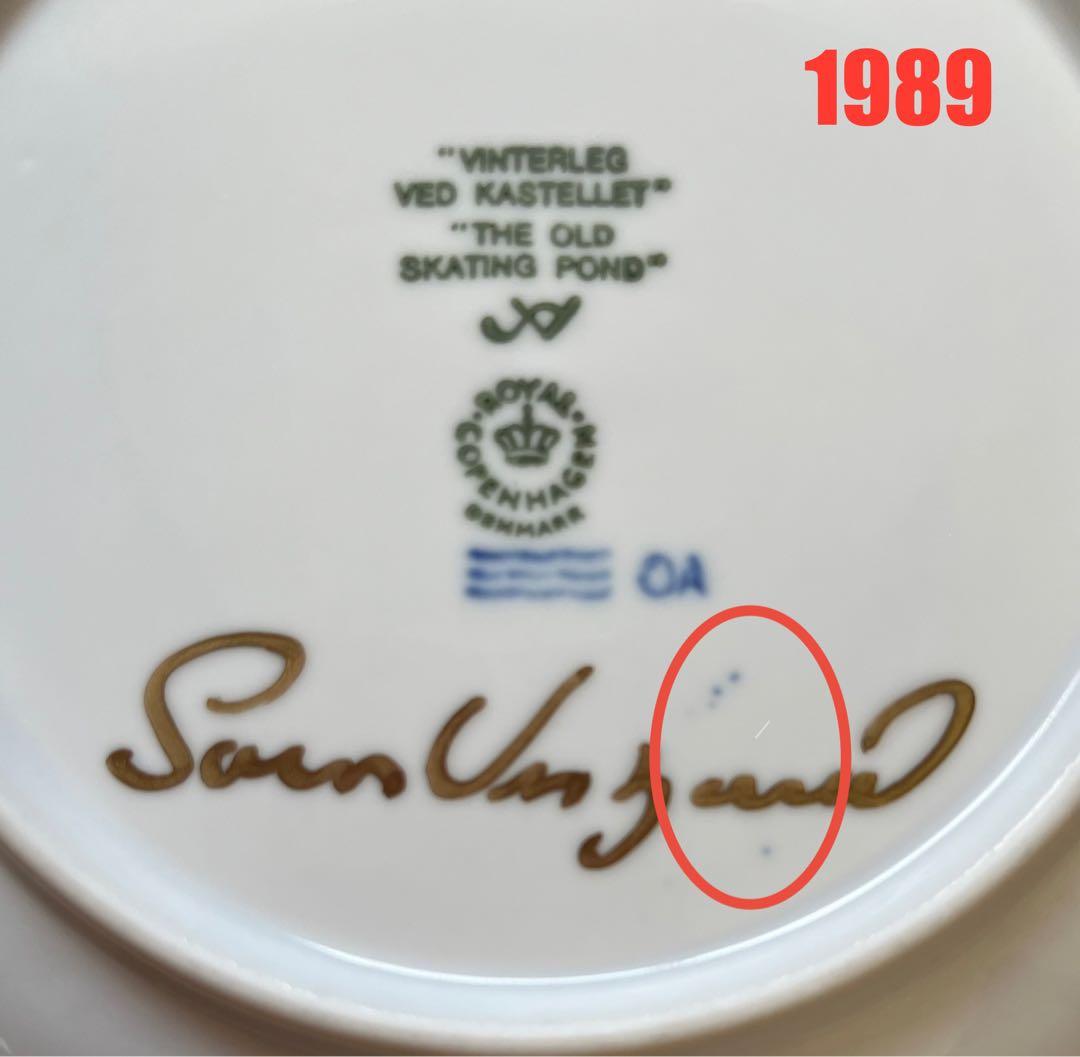 1989
"VINTERLEG
VED KASTELLET"
"THE OLD
SKATING POND"
ROYAL COPENHAGEN
DENMARK
OA